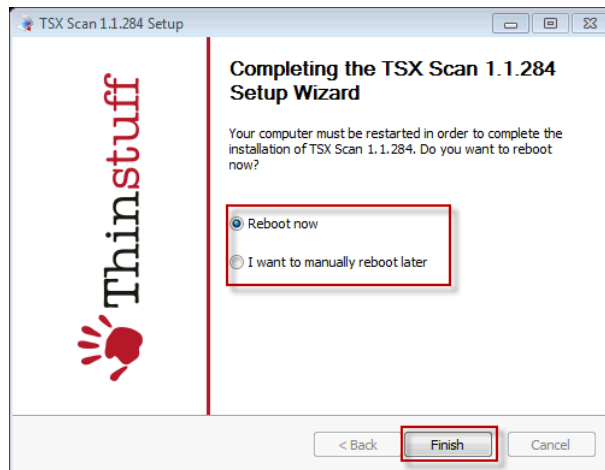 TSX Scan 1.1.284 Setup
Thinstuff
Completing the TSX Scan 1.1.284
Setup Wizard
Your computer must be restarted in order to complete the
installation of TSX Scan 1.1.284. Do you want to reboot
now?
Reboot now
I want to manually reboot later
< Back
Finish
Cancel